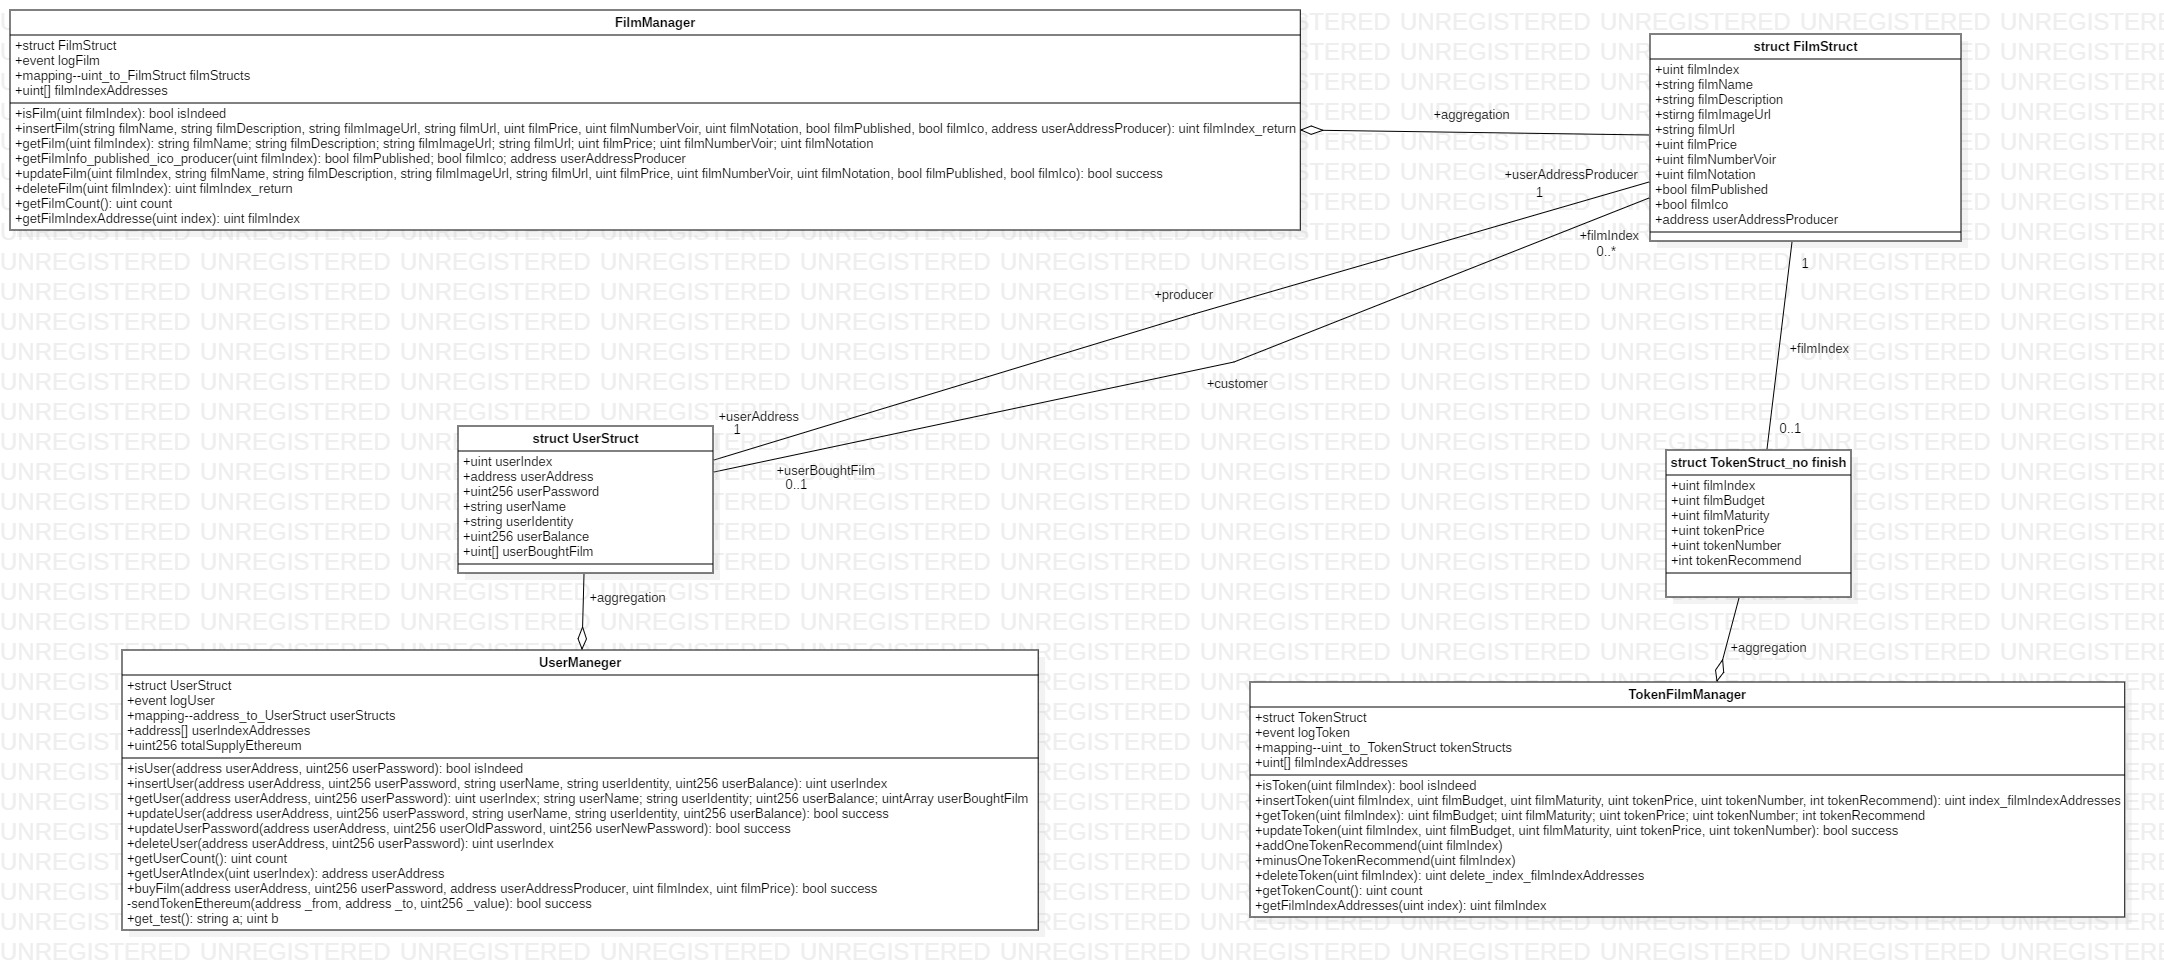 FilmManager
+struct FilmStruct
+event logFilm
+mapping--uint_to_FilmStruct filmStructs
+uint[] filmIndexAddresses
+isFilm(uint filmIndex): bool isIndeed
+insertFilm(string filmName, string filmDescription, string filmImageUrl, string filmUrl, uint filmPrice, uint filmNumberVoir, uint filmNotation, bool filmPublished, bool filmIco, address userAddressProducer): uint filmIndex_return
+getFilm(uint filmIndex): string filmName; string filmDescription; string filmImageUrl; string filmUrl; uint filmPrice; uint filmNumberVoir; uint filmNotation
+getFilmInfo_published_ico_producer(uint filmIndex): bool filmPublished; bool filmIco; address userAddressProducer
+updateFilm(uint filmIndex, string filmName, string filmDescription, string filmImageUrl, string filmUrl, uint filmPrice, uint filmNumberVoir, uint filmNotation, bool filmPublished, bool filmIco): bool success
+deleteFilm(uint filmIndex): uint filmIndex_return
+getFilmCount(): uint count
+getFilmIndexAddresse(uint index): uint filmIndex
+aggregation
struct FilmStruct
+uint filmIndex
+string filmName
+string filmDescription
+stirng filmImageUrl
+string filmUrl
+uint filmPrice
+uint filmNumberVoir
+uint filmNotation
+bool filmPublished
+bool filmIco
+address userAddressProducer
+userAddressProducer
1
+filmIndex
0..*
1
+producer
+customer
+filmIndex
0..1
+userAddress
1
+userBoughtFilm
0..1
struct UserStruct
+uint userIndex
+address userAddress
+uint256 userPassword
+string userName
+string userIdentity
+uint256 userBalance
+uint[] userBoughtFilm
+aggregation
struct TokenStruct_no finish
+uint filmIndex
+uint filmBudget
+uint filmMaturity
+uint tokenPrice
+uint tokenNumber
+int tokenRecommend
+aggregation
UserManeger
+struct UserStruct
+event logUser
+mapping--address_to_UserStruct userStructs
+address[] userIndexAddresses
+uint256 totalSupplyEthereum
+isUser(address userAddress, uint256 userPassword): bool isIndeed
+insertUser(address userAddress, uint256 userPassword, string userName, string userIdentity, uint256 userBalance): uint userIndex
+getUser(address userAddress, uint256 userPassword): uint userIndex; string userName; string userIdentity; uint256 userBalance; uintArray userBoughtFilm
+updateUser(address userAddress, uint256 userPassword, string userName, string userIdentity, uint256 userBalance): bool success
+updateUserPassword(address userAddress, uint256 userOldPassword, uint256 userNewPassword): bool success
+deleteUser(address userAddress, uint256 userPassword): uint userIndex
+getUserCount(): uint count
+getUserAtIndex(uint userIndex): address userAddress
+buyFilm(address userAddress, uint256 userPassword, address userAddressProducer, uint filmIndex, uint filmPrice): bool success
-sendTokenEthereum(address _from, address _to, uint256 _value): bool success
+get_test(): string a; uint b
TokenFilmManager
+struct TokenStruct
+event logToken
+mapping--uint_to_TokenStruct tokenStructs
+uint[] filmIndexAddresses
+isToken(uint filmIndex): bool isIndeed
+insertToken(uint filmIndex, uint filmBudget, uint filmMaturity, uint tokenPrice, uint tokenNumber, int tokenRecommend): uint index_filmIndexAddresses
+getToken(uint filmIndex): uint filmBudget; uint filmMaturity; uint tokenPrice; uint tokenNumber; int tokenRecommend
+updateToken(uint filmIndex, uint filmBudget, uint filmMaturity, uint tokenPrice, uint tokenNumber): bool success
+addOneTokenRecommend(uint filmIndex)
+minusOneTokenRecommend(uint filmIndex)
+deleteToken(uint filmIndex): uint delete_index_filmIndexAddresses
+getTokenCount(): uint count
+getFilmIndexAddresses(uint index): uint filmIndex
UNREGISTERED